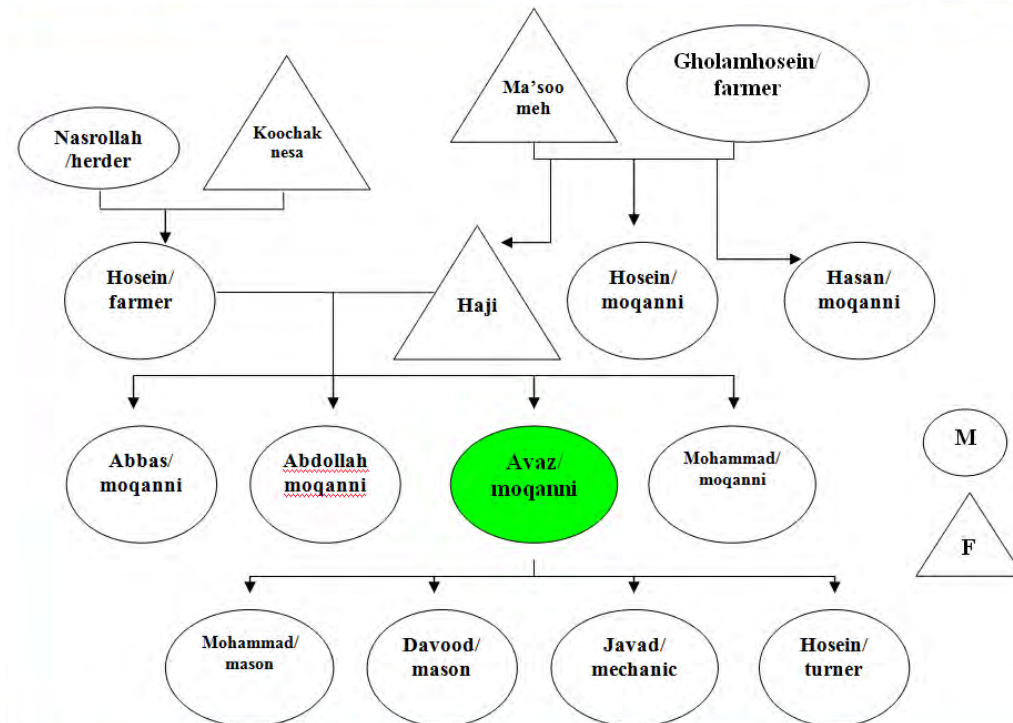 Gholamhosein/
farmer
Ma’soo
meh
Nasrollah
/herder
Koochak
nesa
Hosein/
farmer
Haji
Hosein/
moqanni
Hasan/
moqanni
Abbas/
moqanni
Abdollah
moqanni
Avaz/
moqanni
Mohammad/
moqanni
M
F
Mohammad/
mason
Davood/
mason
Javad/
mechanic
Hosein/
turner